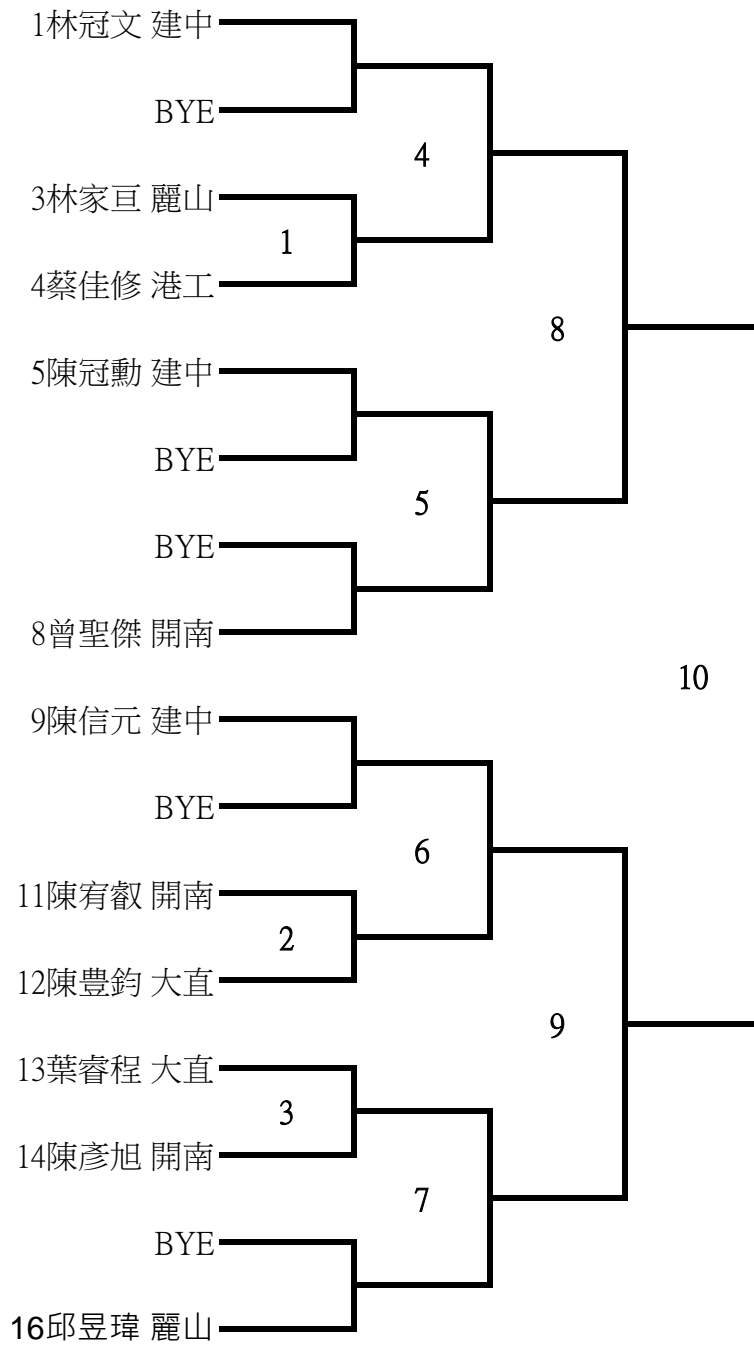 1林冠文 建中
BYE
4
3林家亘 麗山
1
4蔡佳修 港工
8
5陳冠勳 建中
BYE
5
BYE
8曾聖傑 開南
10
9陳信元 建中
BYE
6
11陳宥叡 開南
2
12陳豊鈞 大直
9
13葉睿程 大直
3
14陳彥旭 開南
7
BYE
16邱昱瑋 麗山